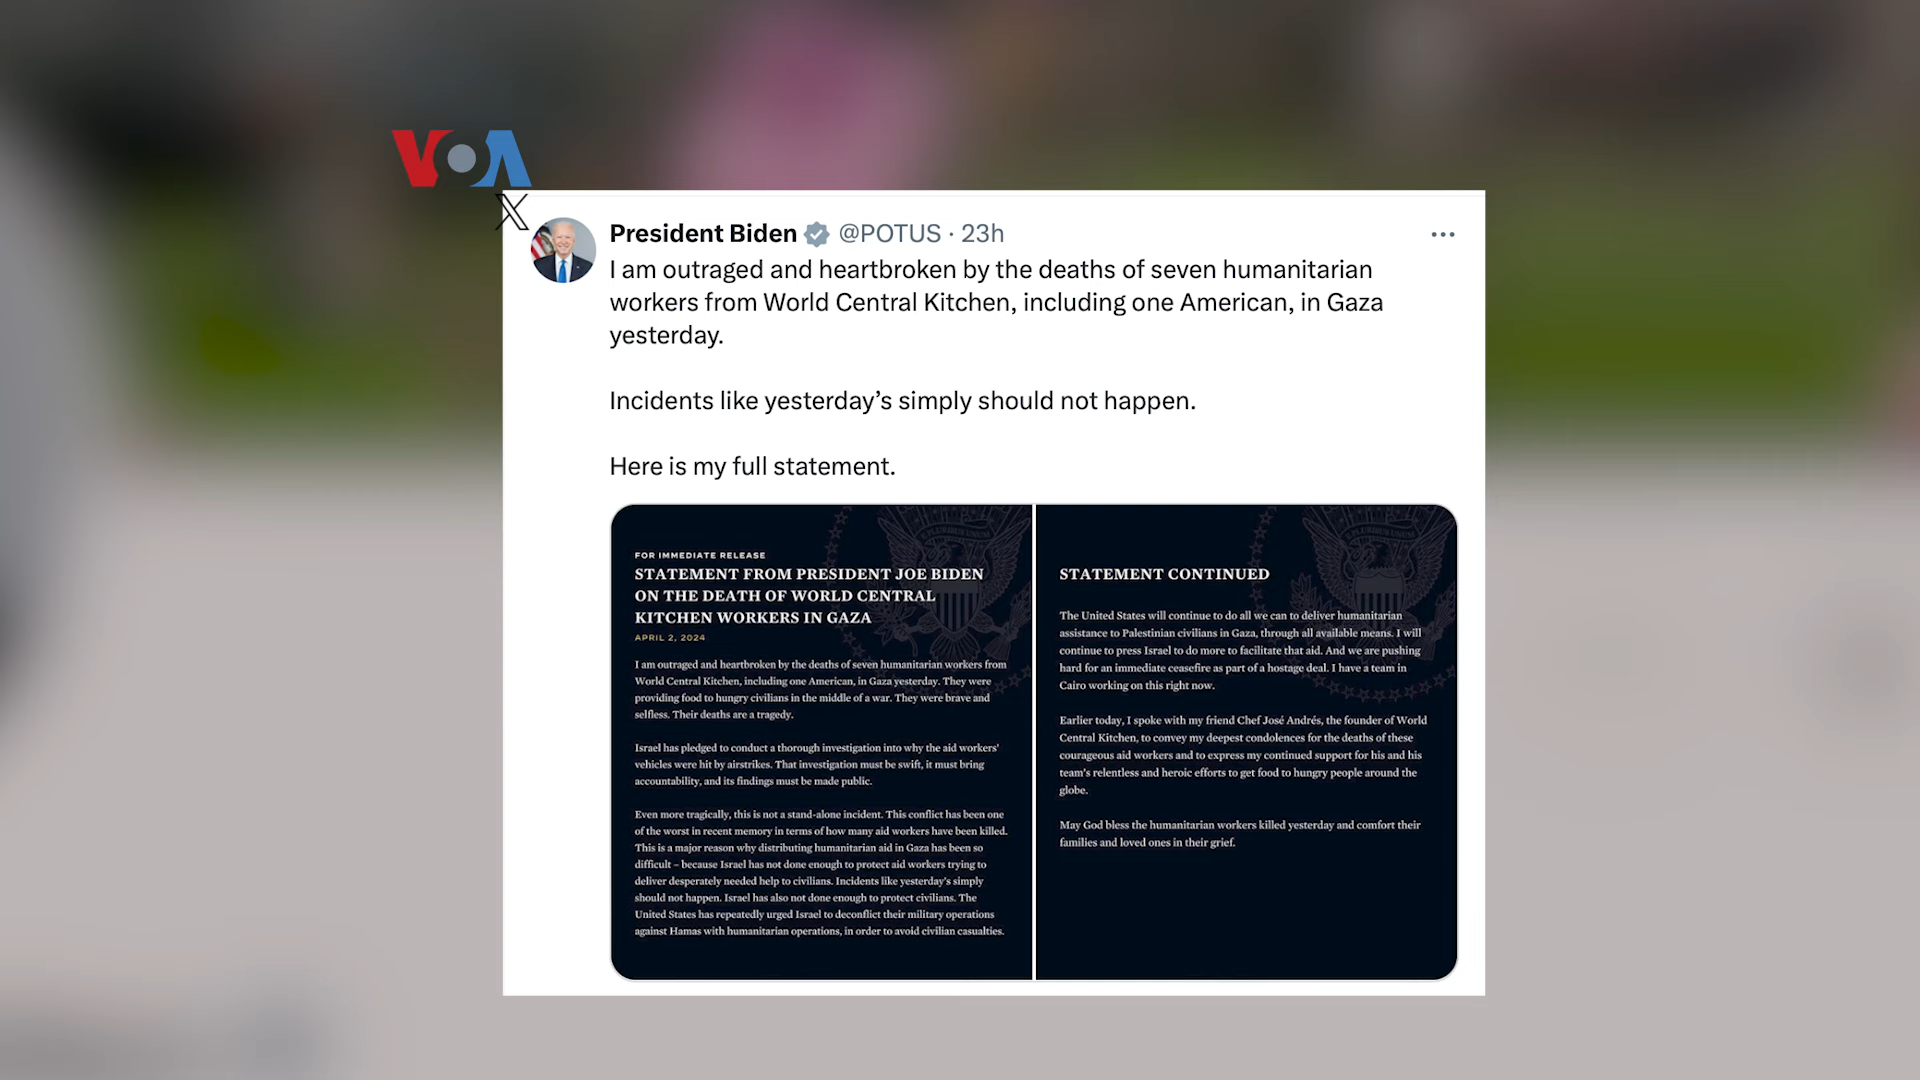 VOA
X
President Biden @POTUS · 23h
I am outraged and heartbroken by the deaths of seven humanitarian
workers from World Central Kitchen, including one American, in Gaza
yesterday.
Incidents like yesterday’s simply should not happen.
Here is my full statement.
FOR IMMEDIATE RELEASE
STATEMENT FROM PRESIDENT JOE BIDEN
ON THE DEATH OF WORLD CENTRAL
KITCHEN WORKERS IN GAZA
APRIL 2, 2024
I am outraged and heartbroken by the deaths of seven humanitarian workers from
World Central Kitchen, including one American, in Gaza yesterday. They were
providing food to hungry civilians in the middle of a war. They were brave and
selfless. Their deaths are a tragedy.
Israel has pledged to conduct a thorough investigation into why the aid workers'
vehicles were hit by airstrikes. That investigation must be swift, it must bring
accountability, and its findings must be made public.
Even more tragically, this is not a stand-alone incident. This conflict has been one
of the worst in recent memory in terms of how many aid workers have been killed.
This is a major reason why distributing humanitarian aid in Gaza has been so
difficult – because Israel has not done enough to protect aid workers trying to
deliver desperately needed help to civilians. Incidents like yesterday's simply
should not happen. Israel has also not done enough to protect civilians. The
United States has repeatedly urged Israel to deconflict their military operations
against Hamas with humanitarian operations, in order to avoid civilian casualties.
STATEMENT CONTINUED
The United States will continue to do all we can to deliver humanitarian
assistance to Palestinian civilians in Gaza, through all available means. I will
continue to press Israel to do more to facilitate that aid. And we are pushing
hard for an immediate ceasefire as part of a hostage deal. I have a team in
Cairo working on this right now.
Earlier today, I spoke with my friend Chef José Andrés, the founder of World
Central Kitchen, to convey my deepest condolences for the deaths of these
courageous aid workers and to express my continued support for his and his
team's relentless and heroic efforts to get food to hungry people around the
globe.
May God bless the humanitarian workers killed yesterday and comfort their
families and loved ones in their grief.